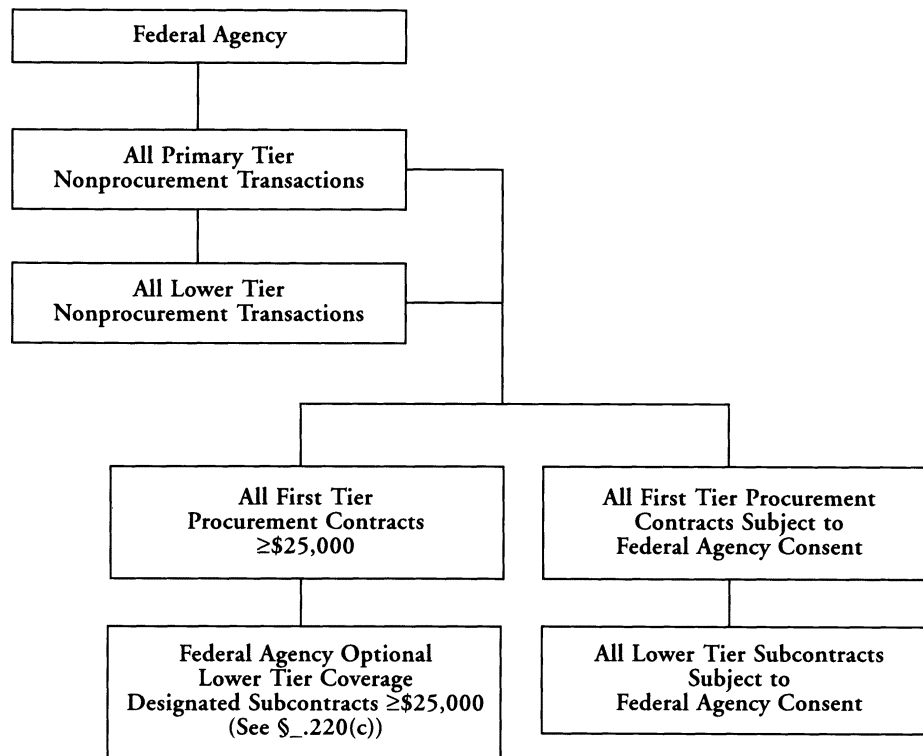 Federal Agency
All Primary Tier
Nonprocurement Transactions
All Lower Tier
Nonprocurement Transactions
All First Tier
Procurement Contracts
≥$25,000
All First Tier Procurement
Contracts Subject to
Federal Agency Consent
Federal Agency Optional
Lower Tier Coverage
Designated Subcontracts ≥$25,000
(See §_.220(c))
All Lower Tier Subcontracts
Subject to
Federal Agency Consent